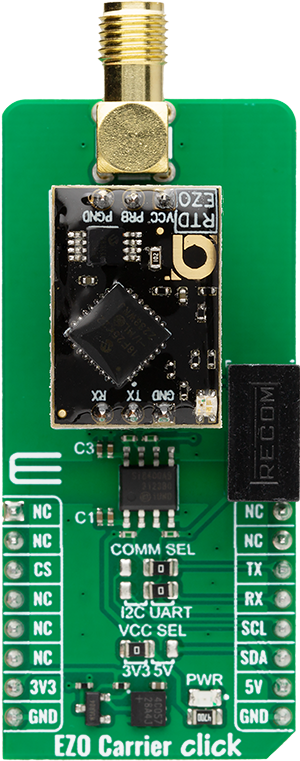 PGND PRB VCC
EZO
RTD
102
RX TX GND
RECOM
C3
C1
NC NC
NC NC
CS TX
NC RX
NC SCL
NC SDA
3V3 5V
GND GND
COMM SEL
I2C UART
VCC SEL
3V3 5V
PWR
EZO Carrier click